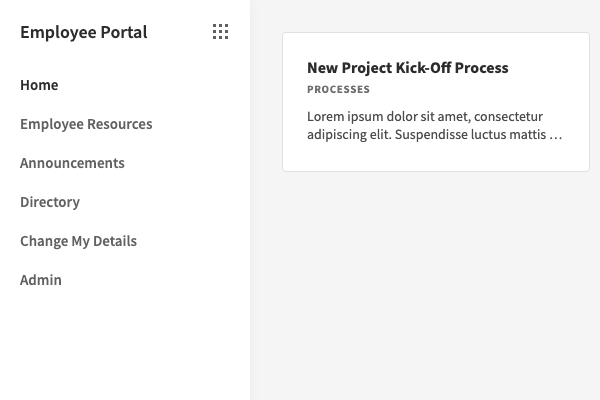 Employee Portal
Home
Employee Resources
Announcements
Directory
Change My Details
Admin
New Project Kick-Off Process
PROCESSES
Lorem ipsum dolor sit amet, consectetur
adipiscing elit. Suspendisse luctus mattis …